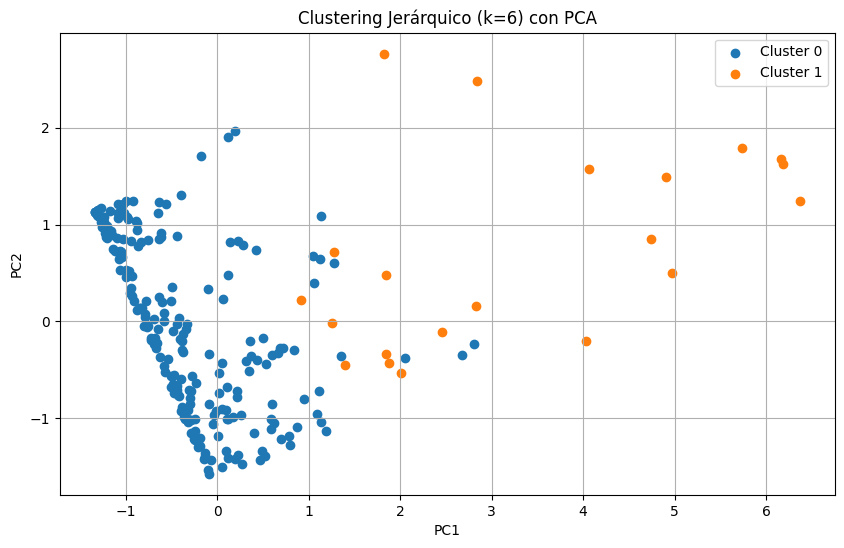 Clustering Jerárquico (k=6) con PCA
Cluster 0
Cluster 1
PC2
2
1
0
−1
−1 0 1 2 3 4 5 6
PC1